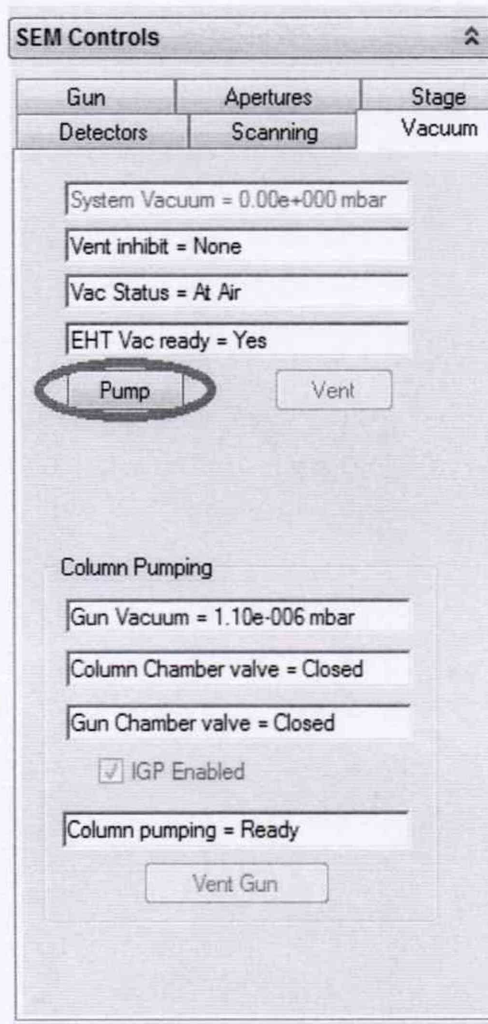 SEM Controls
Gun Apertures Stage
Detectors Scanning Vacuum
System Vacuum = 0.00e+000 mbar
Vent inhibit = None
Vac Status = At Air
EHT Vac ready = Yes
Pump Vent
Column Pumping
Gun Vacuum = 1.10e-006 mbar
Column Chamber valve = Closed
Gun Chamber valve = Closed
IGP Enabled
Column pumping = Ready
Vent Gun